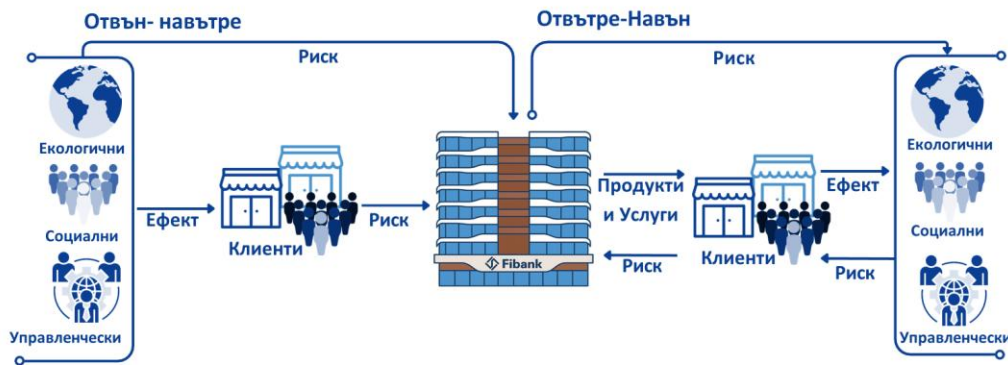 Отвън- навътре
Отвътре-Навън
Риск
Риск
Екологични
Социални
Управленчески
Ефект
Клиенти
Риск
Fibank
Продукти
и Услуги
Риск
Клиенти
Ефект
Риск
Екологични
Социални
Управленчески